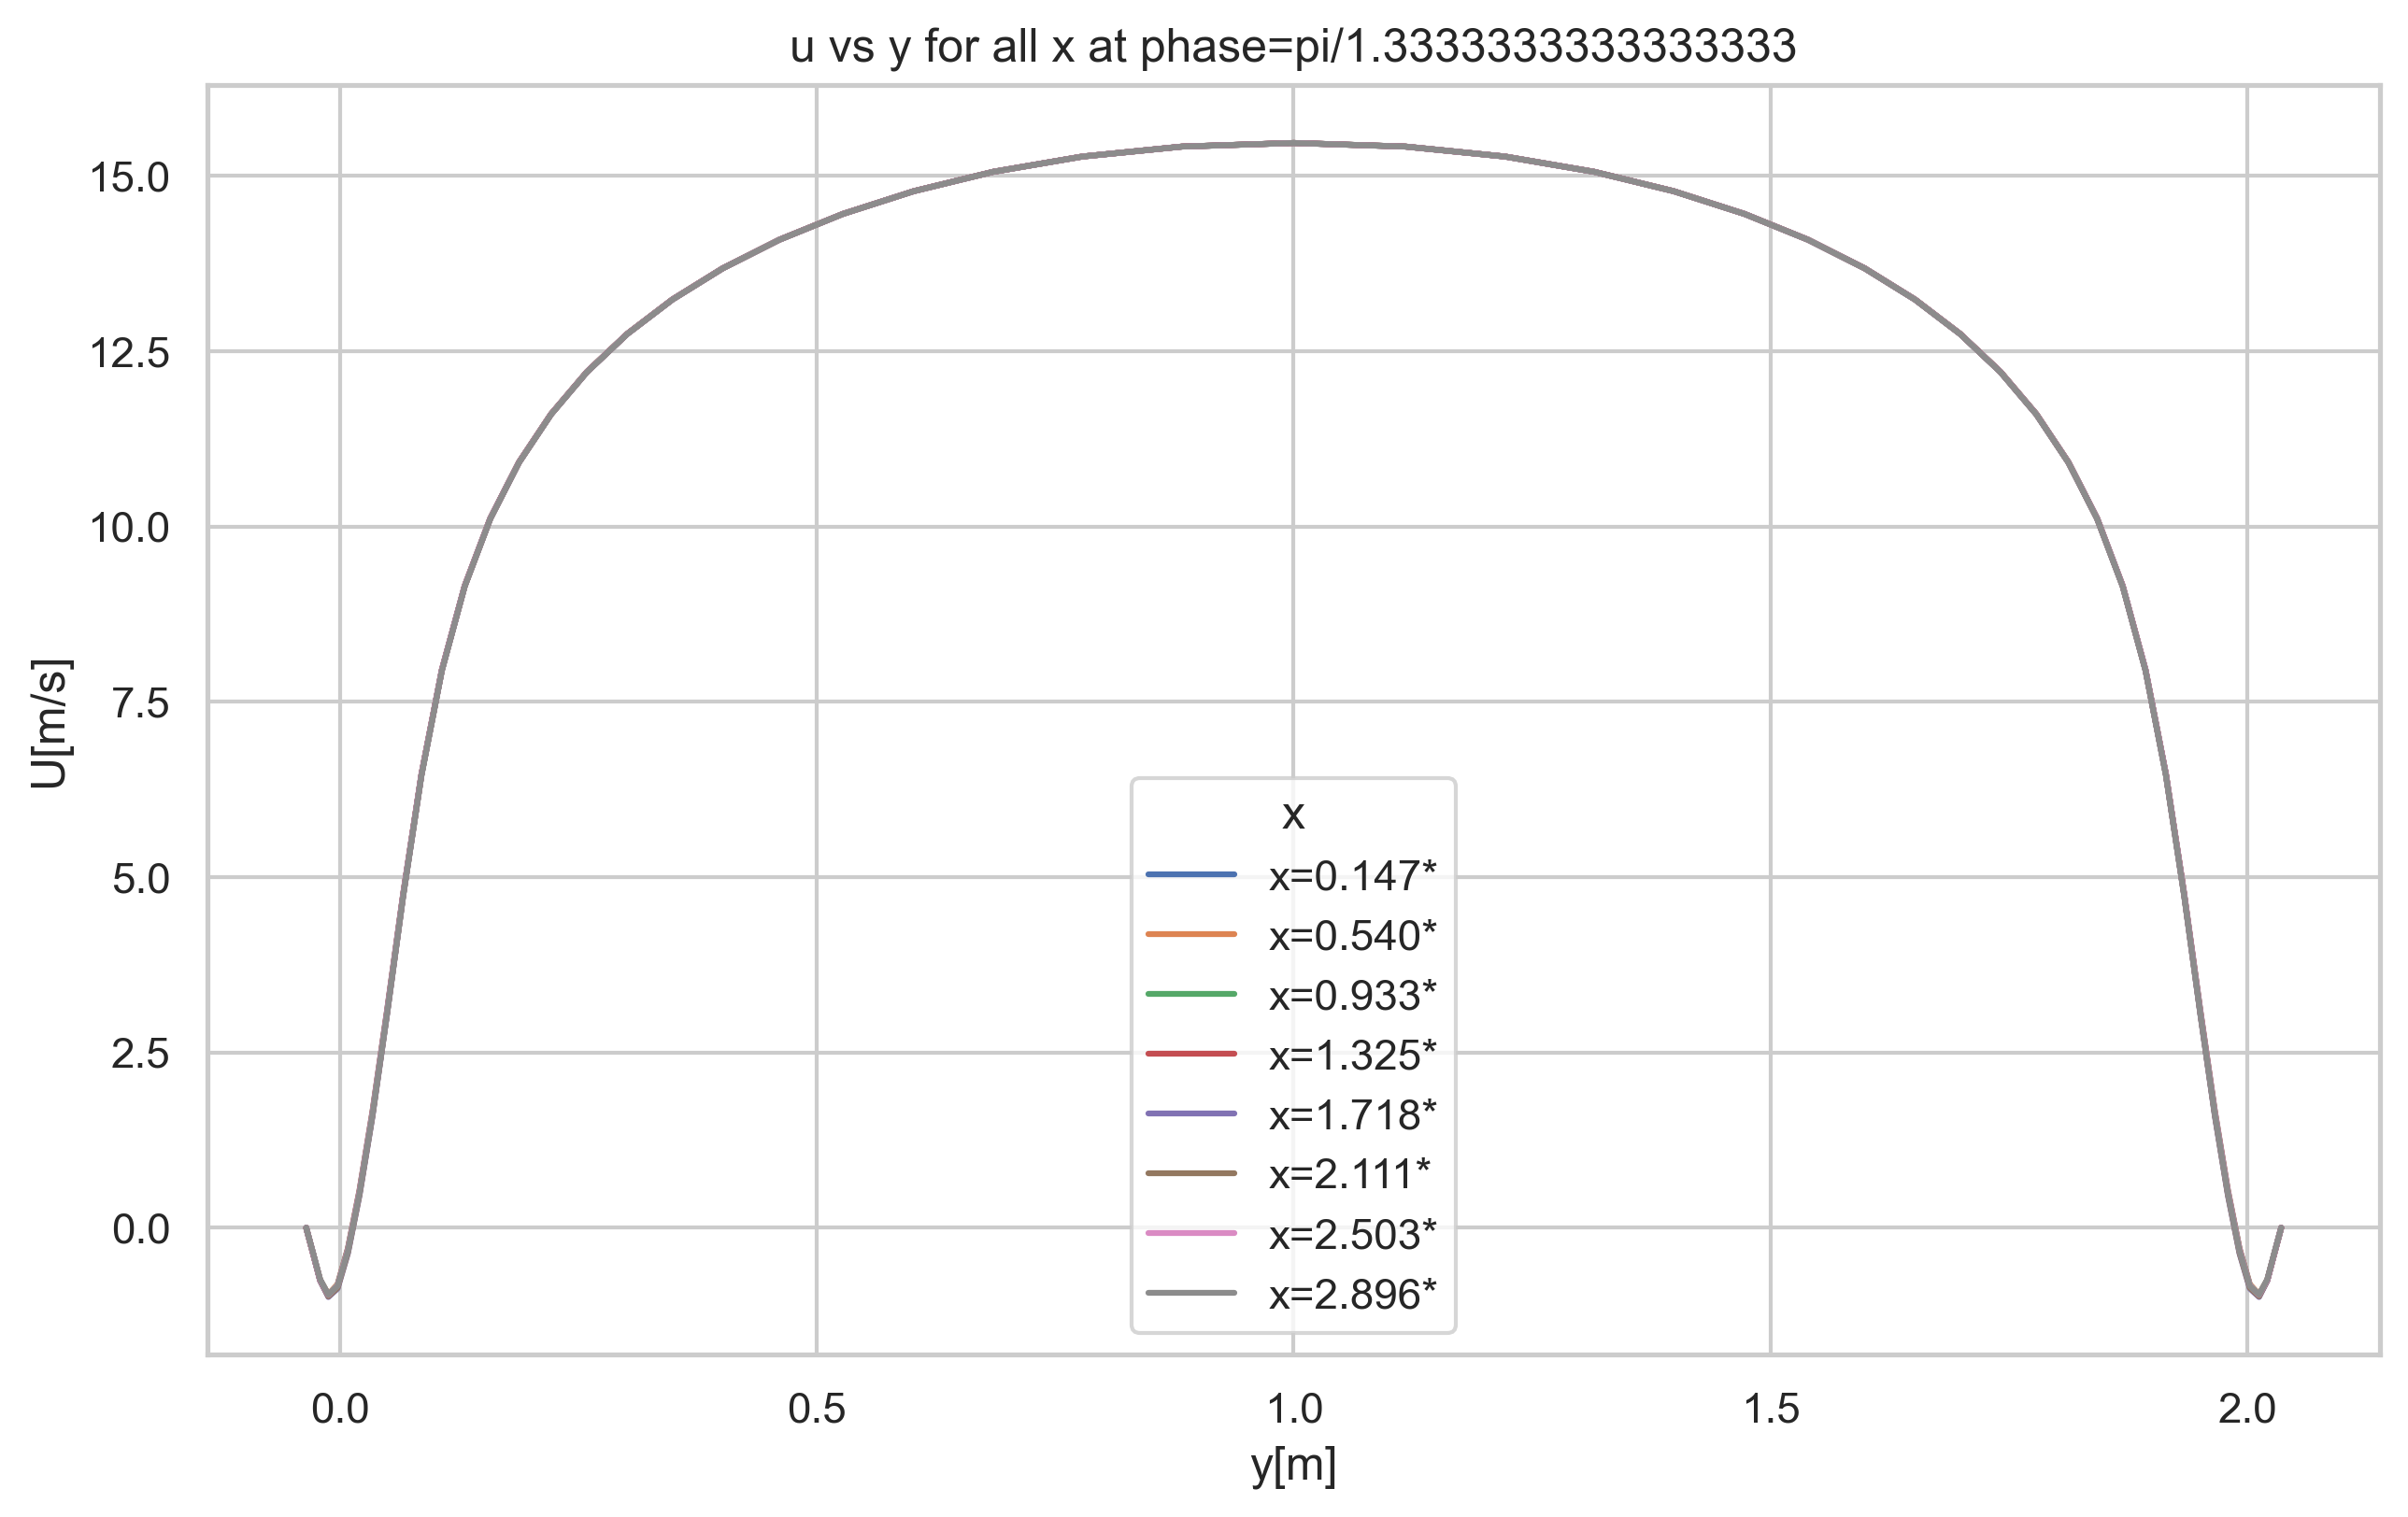 u vs y for all x at phase=pi/1.3333333333333333
15.0
12.5
10.0
7.5
5.0
2.5
0.0
U[m/s]
x
x=0.147*
x=0.540*
x=0.933*
x=1.325*
x=1.718*
x=2.111*
x=2.503*
x=2.896*
0.0 0.5 1.0 1.5 2.0
y[m]